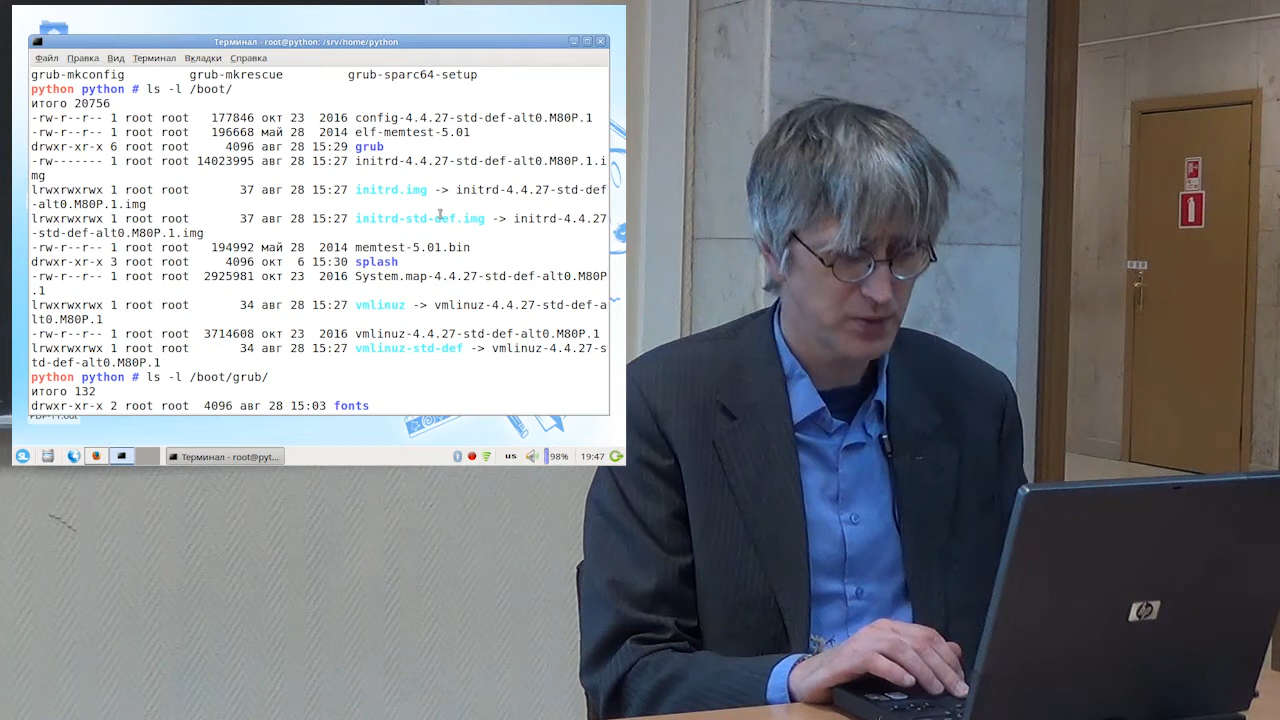 Терминал - root@python: /srv/home/python
Файл Правка Вид Терминал Вкладки Справка
grub-mkconfig grub-mkrescue grub-sparc64-setup
python python # ls -l /boot/
итого 20756
-rw-r--r-- 1 root root 177846 окт 23 2016 config-4.4.27-std-def-alt0.M80P.1
-rw-r--r-- 1 root root 196668 май 28 2014 elf-memtest-5.01
drwxr-xr-x 6 root root 4096 авг 28 15:29 grub
-rw------- 1 root root 14023995 авг 28 15:27 initrd-4.4.27-std-def-alt0.M80P.1.i
mg
lrwxrwxrwx 1 root root 37 авг 28 15:27 initrd.img -> initrd-4.4.27-std-def
-alt0.M80P.1.img
lrwxrwxrwx 1 root root 37 авг 28 15:27 initrd-std-def.img -> initrd-4.4.27
-std-def-alt0.M80P.1.img
-rw-r--r-- 1 root root 194992 май 28 2014 memtest-5.01.bin
drwxr-xr-x 3 root root 4096 окт 6 15:30 splash
-rw-r--r-- 1 root root 2925981 окт 23 2016 System.map-4.4.27-std-def-alt0.M80P
.1
lrwxrwxrwx 1 root root 34 авг 28 15:27 vmlinuz -> vmlinuz-4.4.27-std-def-a
lt0.M80P.1
-rw-r--r-- 1 root root 3714608 окт 23 2016 vmlinuz-4.4.27-std-def-alt0.M80P.1
lrwxrwxrwx 1 root root 34 авг 28 15:27 vmlinuz-std-def -> vmlinuz-4.4.27-s
td-def-alt0.M80P.1
python python # ls -l /boot/grub/
итого 132
drwxr-xr-x 2 root root 4096 авг 28 15:03 fonts
Терминал - root@pyt...
us
98%
19:47
hp